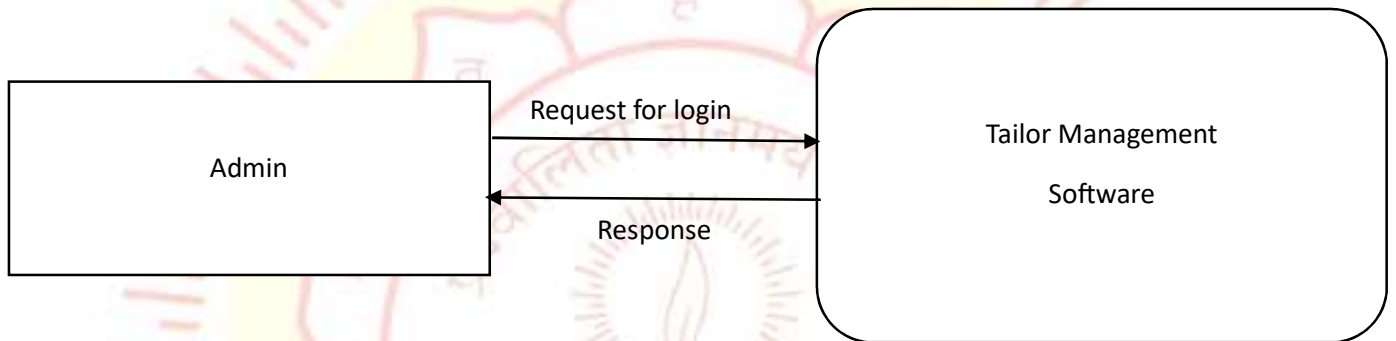 Request for login
Admin
Tailor Management
Software
Response